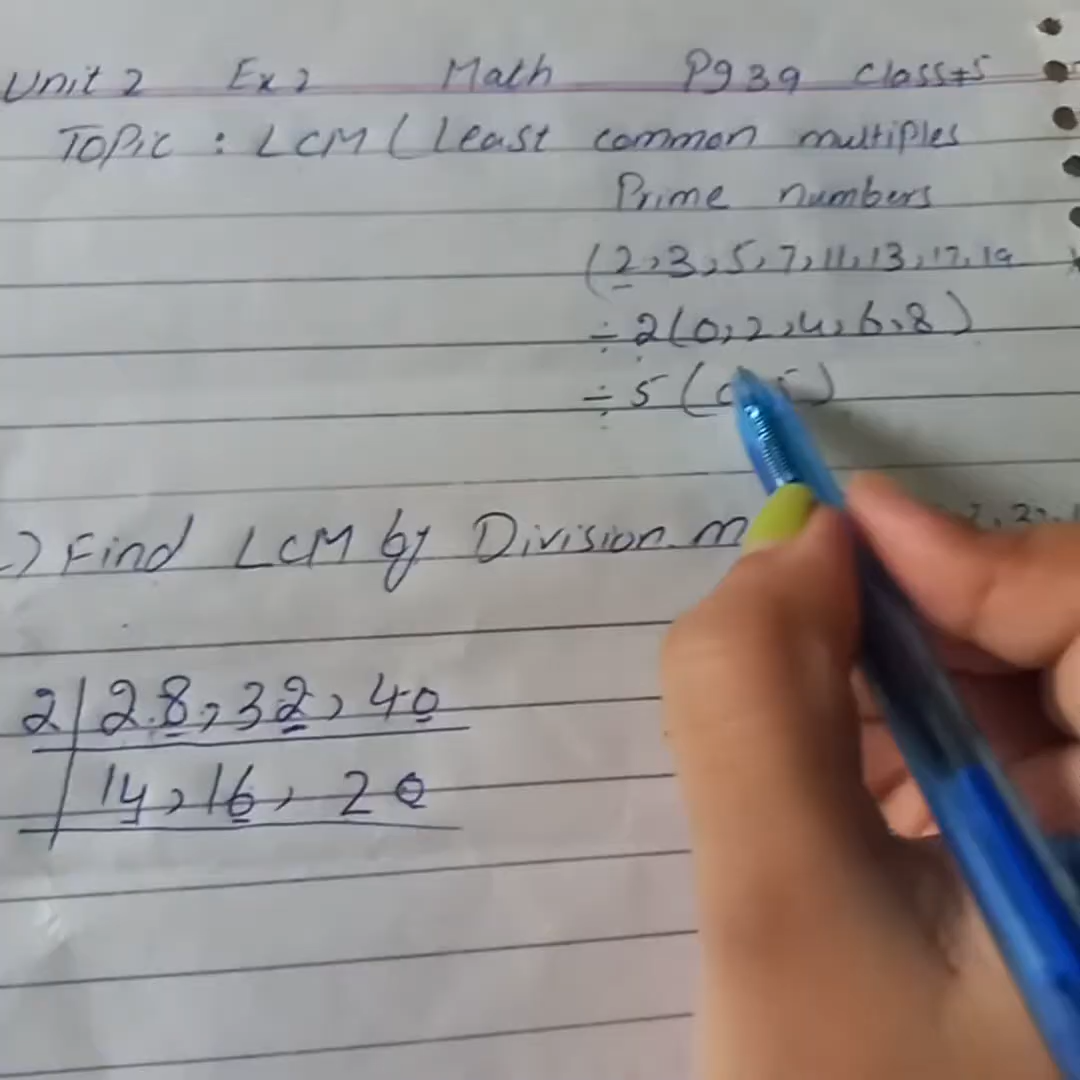 Unit 2 Ex 2 Math Pg 39 Class 5
Topic : LCM ( Least common multiples
Prime numbers
(2,3,5,7,11,13,17,19
÷ 2(0,2,4,6,8)
÷ 5 (
Find LCM by Division
2 | 28,32,40
14,16,20